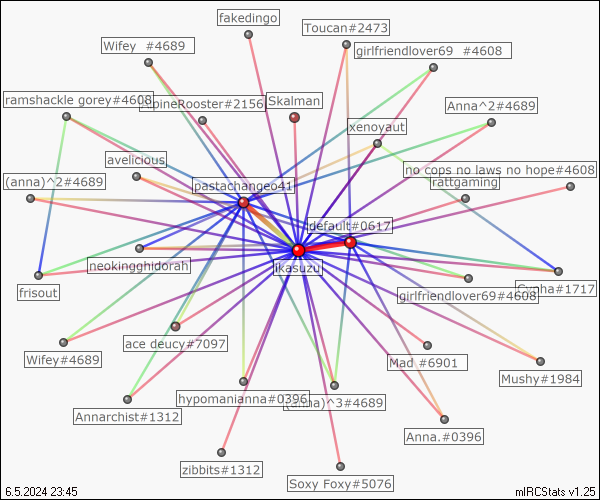 fakedingo
Toucan#2473
Wifey  #4689
girlfriendlover69  #4608
ramshackle gorey#4608
pineRooster#2156
Skalman
Anna^2#4689
xenoyaut
avelicious
no cops no laws no hope#4608
(anna)^2#4689
pastachangeo41
rattgaming
default#0617
neokingghidorah
ikasuzu
frisout
girlfriendlover69#4608
Cypha#1717
ace deucy#7097
Wifey#4689
Mad #6901
Mushy#1984
hypomanianna#0396
(anna)^3#4689
Annarchist#1312
Anna.#0396
zibbits#1312
Soxy Foxy#5076
6.5.2024 23:45
mIRCStats v1.25